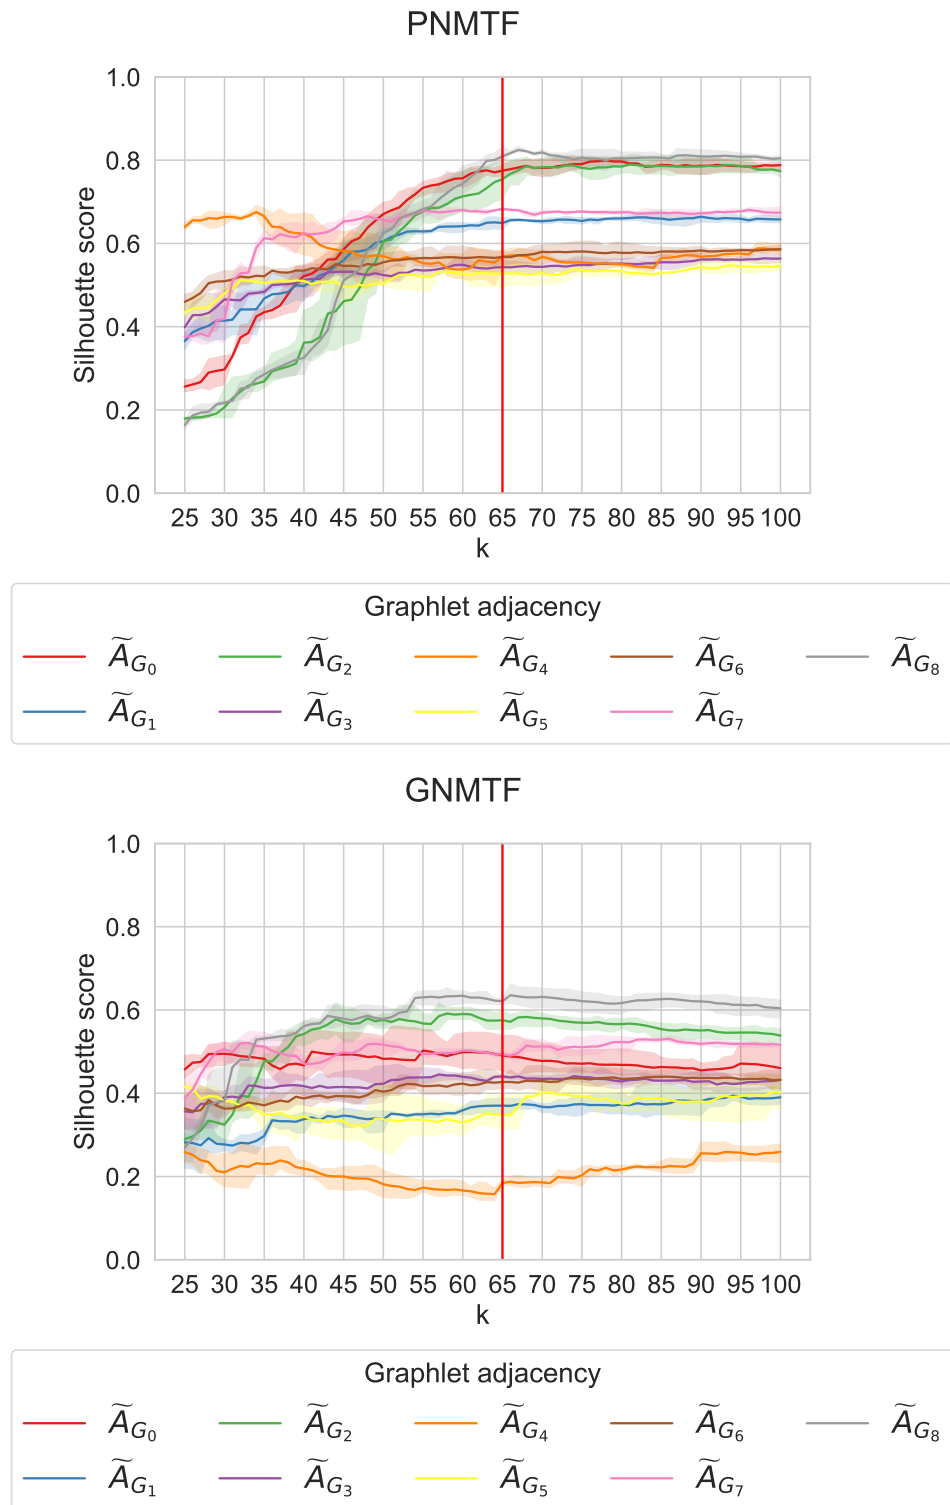 PNMTF
1.0
0.8
0.6
0.4
0.2
0.0
Silhouette score
25 30 35 40 45 50 55 60 65 70 75 80 85 90 95 100
k
Graphlet adjacency
Ã_{G_0} Ã_{G_2} Ã_{G_4} Ã_{G_6} Ã_{G_8}
Ã_{G_1} Ã_{G_3} Ã_{G_5} Ã_{G_7}
GNMTF
1.0
0.8
0.6
0.4
0.2
0.0
Silhouette score
25 30 35 40 45 50 55 60 65 70 75 80 85 90 95 100
k
Graphlet adjacency
Ã_{G_0} Ã_{G_2} Ã_{G_4} Ã_{G_6} Ã_{G_8}
Ã_{G_1} Ã_{G_3} Ã_{G_5} Ã_{G_7}